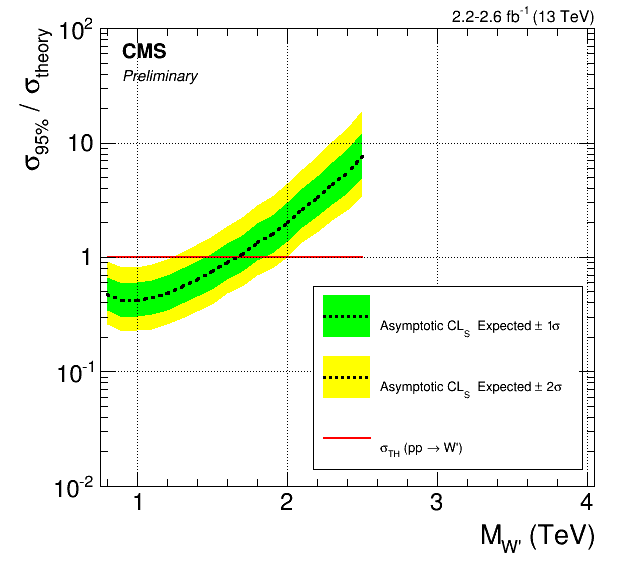 2.2-2.6 fb-1 (13 TeV)
CMS
Preliminary
σ95% / σtheory
10²
10
1
10-1
10-2
Asymptotic CLS Expected ± 1σ
Asymptotic CLS Expected ± 2σ
σTH (pp → W')
1 2 3 4
MW' (TeV)